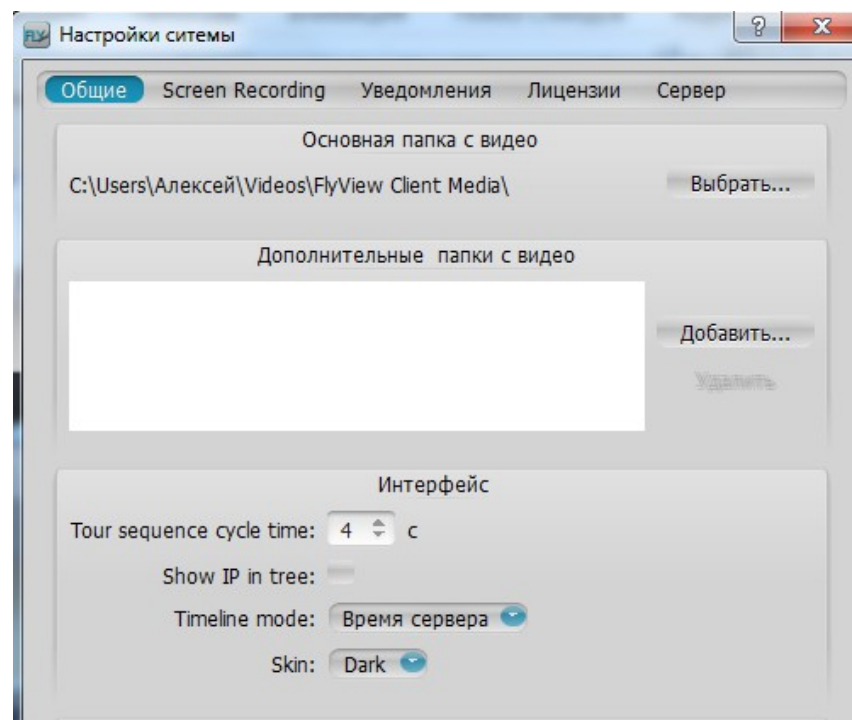 FLY Настройки ситемы
Общие Screen Recording Уведомления Лицензии Сервер
Основная папка с видео
C:\Users\Алексей\Videos\FlyView Client Media\ Выбрать...
Дополнительные папки с видео
Добавить...
Удалить
Интерфейс
Tour sequence cycle time: 4 с
Show IP in tree:
Timeline mode: Время сервера
Skin: Dark